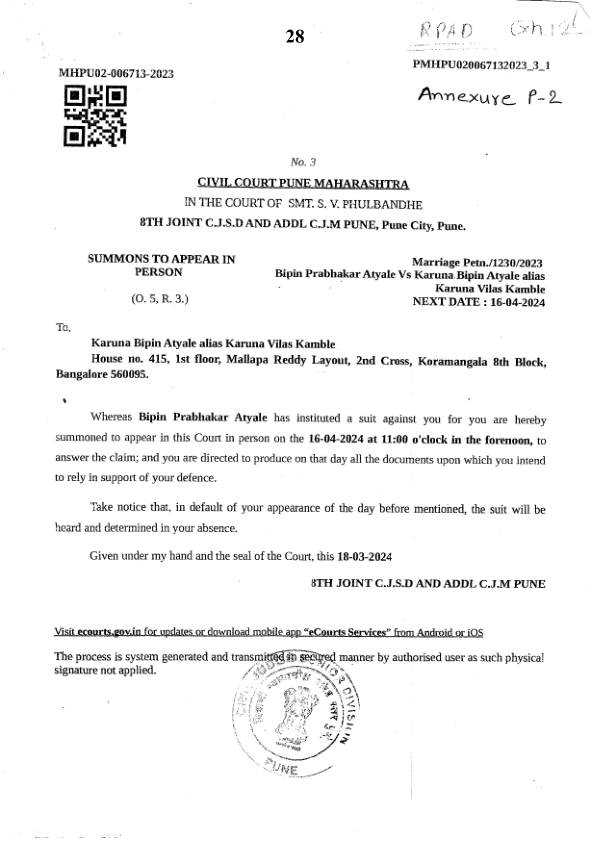 28
RPAD Exh 12
MHPU02-006713-2023
PMHPU020067132023_3_1
Annexure P-2
No. 3
CIVIL COURT PUNE MAHARASHTRA
IN THE COURT OF SMT. S. V. PHULBANDHE
8TH JOINT C.J.S.D AND ADDL C.J.M PUNE, Pune City, Pune.
SUMMONS TO APPEAR IN
PERSON
(O. 5, R. 3.)
Marriage Petn./1230/2023
Bipin Prabhakar Atyale Vs Karuna Bipin Atyale alias
Karuna Vilas Kamble
NEXT DATE : 16-04-2024
To,
Karuna Bipin Atyale alias Karuna Vilas Kamble
House no. 415, 1st floor, Mallapa Reddy Layout, 2nd Cross, Koramangala 8th Block,
Bangalore 560095.
Whereas Bipin Prabhakar Atyale has instituted a suit against you for you are hereby
summoned to appear in this Court in person on the 16-04-2024 at 11:00 o'clock in the forenoon, to
answer the claim; and you are directed to produce on that day all the documents upon which you intend
to rely in support of your defence.
Take notice that, in default of your appearance of the day before mentioned, the suit will be
heard and determined in your absence.
Given under my hand and the seal of the Court, this 18-03-2024
8TH JOINT C.J.S.D AND ADDL C.J.M PUNE
Visit ecourts.gov.in for updates or download mobile app “eCourts Services” from Android or iOS
The process is system generated and transmitted in secured manner by authorised user as such physical
signature not applied.
CIVIL JUDGE SENIOR DIVISION
PUNE